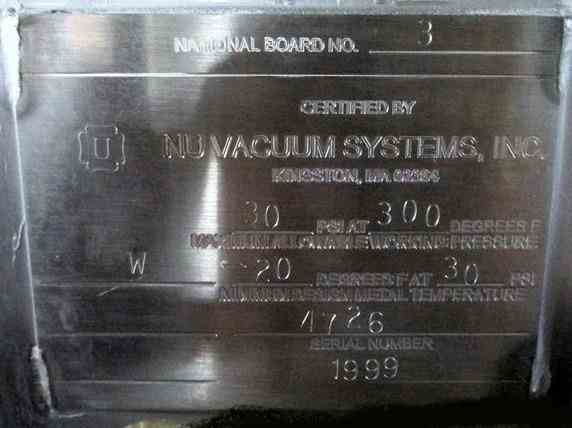 NATIONAL BOARD NO. 3
CERTIFIED BY
U
NU VACUUM SYSTEMS, INC.
KINGSTON, MA 02364
30 PSI AT 300 DEGREES F
MAXIMUM ALLOWABLE WORKING PRESSURE
W -20 DEGREES F AT 30 PSI
MINIMUM DESIGN METAL TEMPERATURE
4726
SERIAL NUMBER
1999